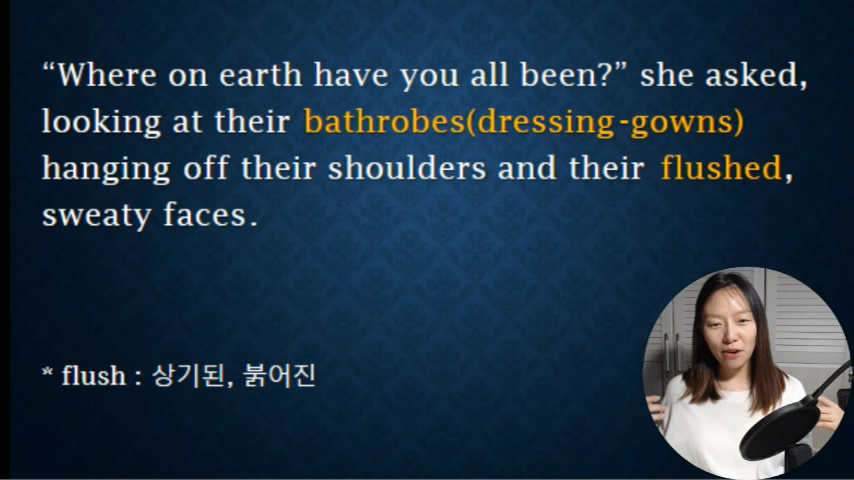 “Where on earth have you all been?” she asked,
looking at their bathrobes(dressing-gowns)
hanging off their shoulders and their flushed,
sweaty faces.
* flush : 상기된, 붉어진